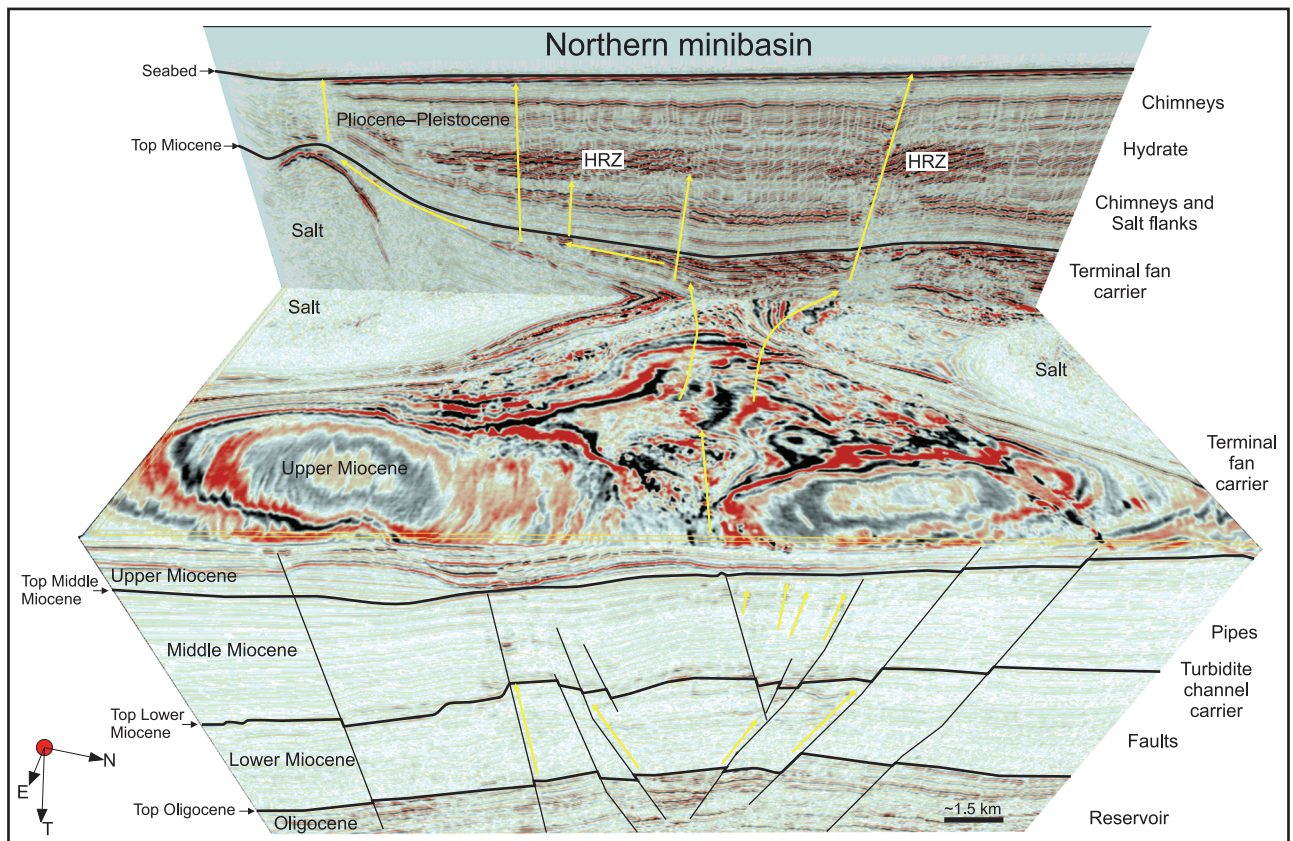 Northern minibasin
Seabed
Chimneys
Pliocene–Pleistocene
Top Miocene
Hydrate
HRZ
HRZ
Chimneys and
Salt flanks
Salt
Terminal fan
carrier
Salt
Salt
Terminal
fan
carrier
Upper Miocene
Upper Miocene
Top Middle
Miocene
Middle Miocene
Pipes
Turbidite
channel
carrier
Top Lower
Miocene
Faults
Lower Miocene
N
E
T
Top Oligocene
Oligocene
~1.5 km
Reservoir